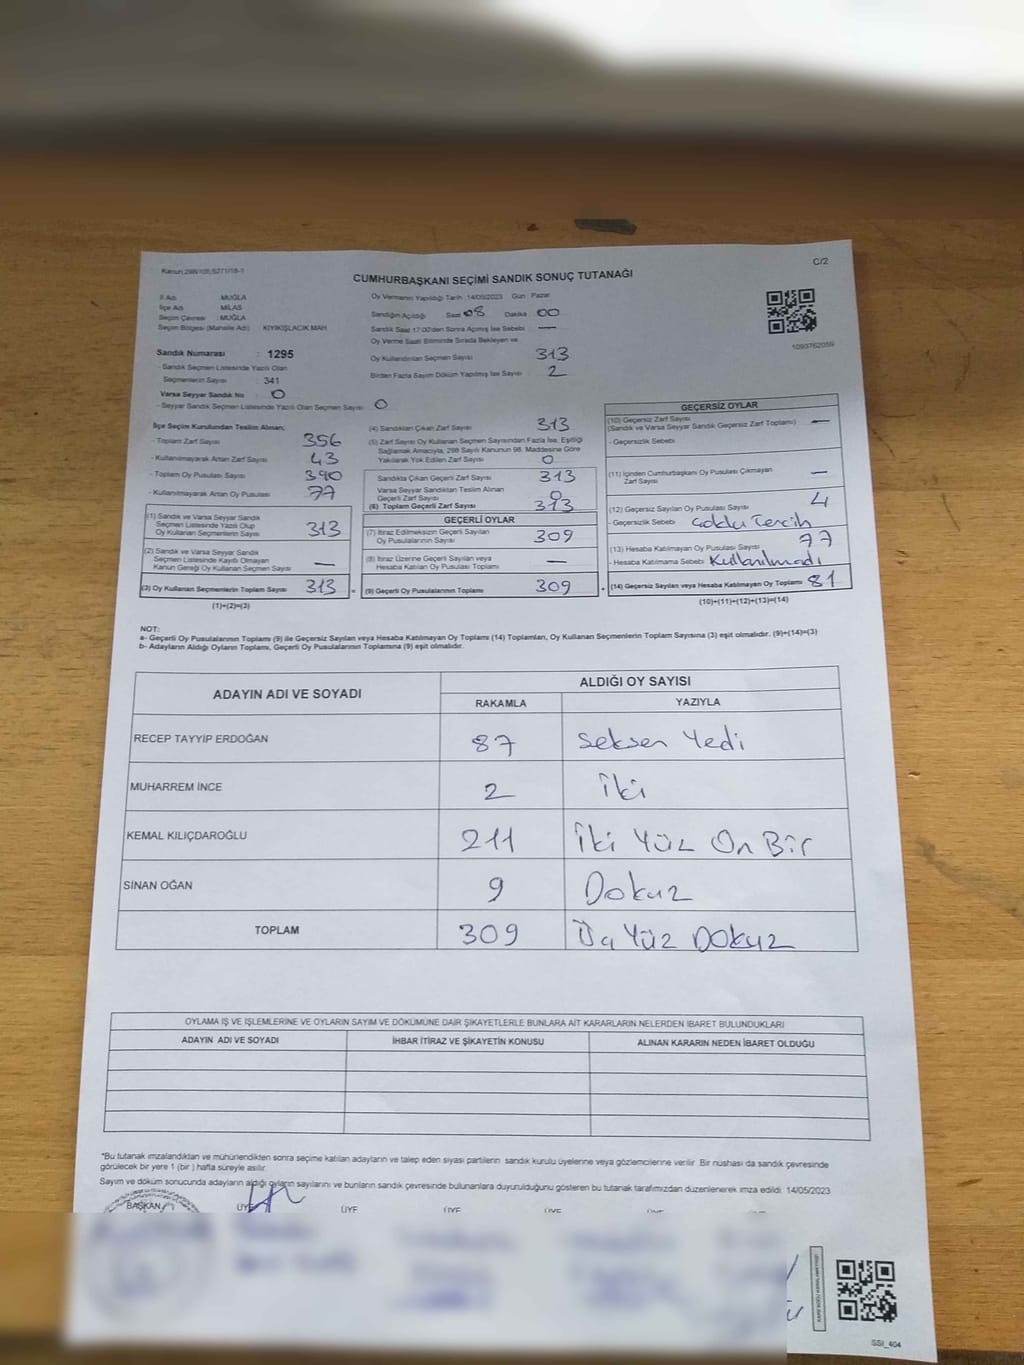 Kanun:298/105;6271/18-1
C/2
CUMHURBAŞKANI SEÇİMİ SANDIK SONUÇ TUTANAĞI
İl Adı : MUĞLA
İlçe Adı : MİLAS
Seçim Çevresi : MUĞLA
Seçim Bölgesi (Mahalle Adı) : KIYIKIŞLACIK MAH.
Sandık Numarası : 1295
- Sandık Seçmen Listesinde Yazılı Olan
Seçmenlerin Sayısı : 341
Varsa Seyyar Sandık No : 0
- Seyyar Sandık Seçmen Listesinde Yazılı Olan Seçmen Sayısı : 0
Oy Vermenin Yapıldığı Tarih :14/05/2023 Gün : Pazar
Sandığın Açıldığı Saat : 08 Dakika : 00
Sandık Saat 17:00'den Sonra Açılmış İse Sebebi : —
Oy Verme Saati Bitiminde Sırada Bekleyen ve
Oy Kullandırılan Seçmen Sayısı : 313
Birden Fazla Sayım Döküm Yapılmış İse Sayısı : 2
1093762059
İlçe Seçim Kurulundan Teslim Alınan;
- Toplam Zarf Sayısı : 356
- Kullanılmayarak Artan Zarf Sayısı : 43
- Toplam Oy Pusulası Sayısı : 390
- Kullanılmayarak Artan Oy Pusulası : 77
(1) Sandık ve Varsa Seyyar Sandık
Seçmen Listesinde Yazılı Olup
Oy Kullanan Seçmenlerin Sayısı : 313
(2) Sandık ve Varsa Seyyar Sandık
Seçmen Listesinde Kayıtlı Olmayan
Kanun Gereği Oy Kullanan Seçmen Sayısı : —
(3) Oy Kullanan Seçmenlerin Toplam Sayısı : 313
(1)+(2)=(3)
(4) Sandıktan Çıkan Zarf Sayısı : 313
(5) Zarf Sayısı Oy Kullanan Seçmen Sayısından Fazla İse, Eşitliği
Sağlamak Amacıyla, 298 Sayılı Kanunun 98. Maddesine Göre
Yakılarak Yok Edilen Zarf Sayısı : 0
Sandıkta Çıkan Geçerli Zarf Sayısı : 313
Varsa Seyyar Sandıktan Teslim Alınan
Geçerli Zarf Sayısı : 0
(6) Toplam Geçerli Zarf Sayısı : 313
GEÇERLİ OYLAR
(7) İtiraz Edilmeksizin Geçerli Sayılan
Oy Pusulalarının Sayısı : 309
(8) İtiraz Üzerine Geçerli Sayılan veya
Hesaba Katılan Oy Pusulası Toplamı : —
= (9) Geçerli Oy Pusulalarının Toplamı : 309
GEÇERSİZ OYLAR
(10) Geçersiz Zarf Sayısı
(Sandık ve Varsa Seyyar Sandık Geçersiz Zarf Toplamı) : —
- Geçersizlik Sebebi
(11) İçinden Cumhurbaşkanı Oy Pusulası Çıkmayan
Zarf Sayısı : —
(12) Geçersiz Sayılan Oy Pusulası Sayısı : 4
- Geçersizlik Sebebi Çoklu Tercih
(13) Hesaba Katılmayan Oy Pusulası Sayısı : 77
- Hesaba Katılmama Sebebi Kullanılmadı
+ (14) Geçersiz Sayılan veya Hesaba Katılmayan Oy Toplamı : 81
(10)+(11)+(12)+(13)=(14)
NOT:
a- Geçerli Oy Pusulalarının Toplamı (9) ile Geçersiz Sayılan veya Hesaba Katılmayan Oy Toplamı (14) Toplamları, Oy Kullanan Seçmenlerin Toplam Sayısına (3) eşit olmalıdır. (9)+(14)=(3)
b- Adayların Aldığı Oyların Toplamı, Geçerli Oy Pusulalarının Toplamına (9) eşit olmalıdır.
ADAYIN ADI VE SOYADI ALDIĞI OY SAYISI
RAKAMLA YAZIYLA
RECEP TAYYİP ERDOĞAN 87 Seksen Yedi
MUHARREM İNCE 2 İki
KEMAL KILIÇDAROĞLU 211 İki Yüz On Bir
SİNAN OĞAN 9 Dokuz
TOPLAM 309 Üç Yüz Dokuz
OYLAMA İŞ VE İŞLEMLERİNE VE OYLARIN SAYIM VE DÖKÜMÜNE DAİR ŞİKAYETLERLE BUNLARA AİT KARARLARIN NELERDEN İBARET BULUNDUKLARI
ADAYIN ADI VE SOYADI İHBAR İTİRAZ VE ŞİKAYETİN KONUSU ALINAN KARARIN NEDEN İBARET OLDUĞU
*Bu tutanak imzalandıktan ve mühürlendikten sonra seçime katılan adayların ve talep eden siyasi partilerin sandık kurulu üyelerine veya gözlemcilerine verilir. Bir nüshası da sandık çevresinde
görülecek bir yere 1 (bir ) hafta süreyle asılır.
Sayım ve döküm sonucunda adayların aldığı oyların sayılarını ve bunların sandık çevresinde bulunanlara duyurulduğunu gösteren bu tutanak tarafımızdan düzenlenerek imza edildi. 14/05/2023
BAŞKAN ÜYE ÜYE ÜYE ÜYE
SSI_404